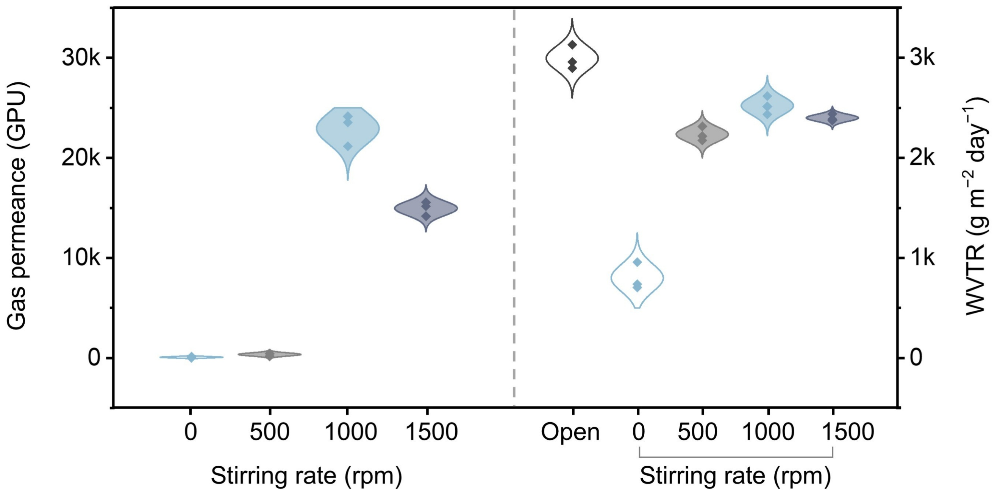 Gas permeance (GPU)
30k
20k
10k
0
0 500 1000 1500
Stirring rate (rpm)
Open 0 500 1000 1500
Stirring rate (rpm)
3k
2k
1k
0
WVTR (g m⁻² day⁻¹)